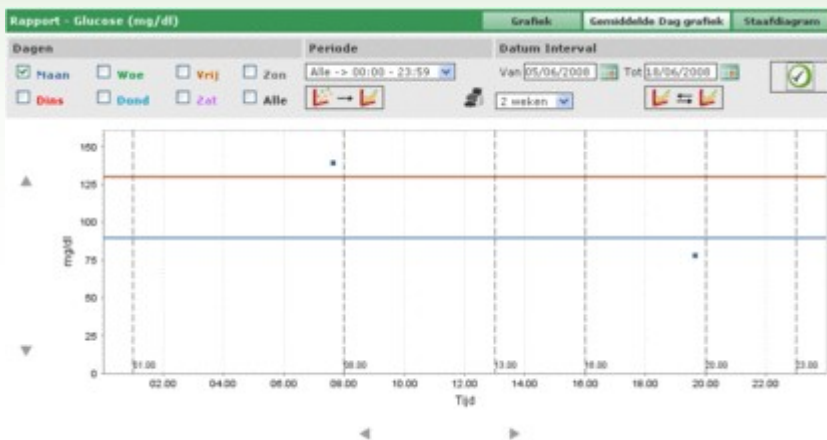 Rapport - Glucose (mg/dl) Grafiek Gemiddelde Dag grafiek Staafdiagram
Dagen Periode Datum Interval
Maan Woe Vrij Zon Alle -> 00:00 - 23:59 Van 05/06/2008 Tot 18/06/2008
Dins Dond Zat Alle 2 weken
150
125
100
75
50
25
0
mg/dl
01.00 08.00 13.00 16.00 20.00 23.00
02.00 04.00 06.00 08.00 10.00 12.00 14.00 16.00 18.00 20.00 22.00
Tijd